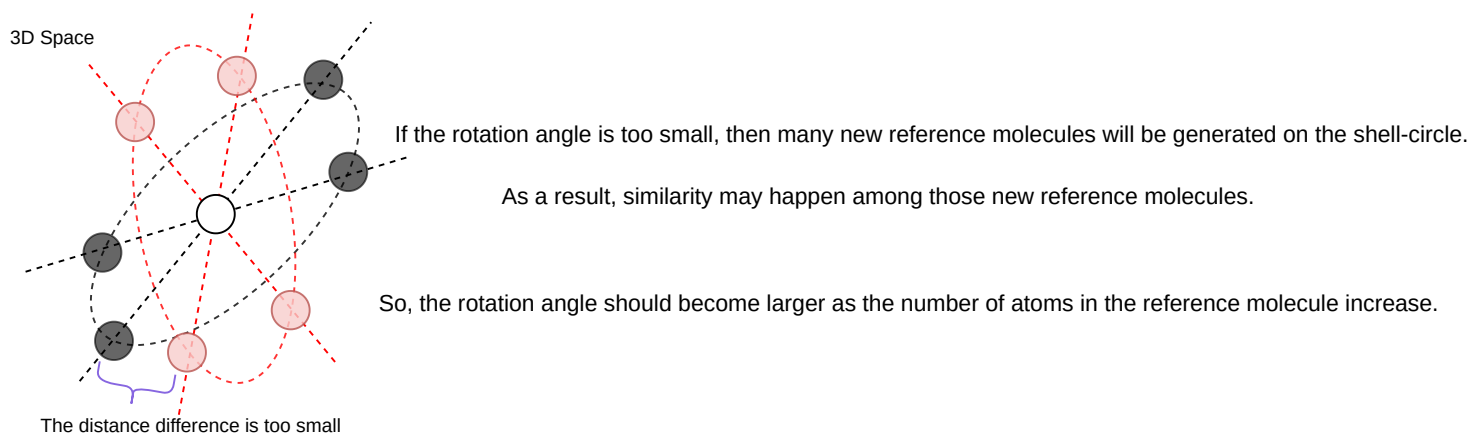 3D Space
If the rotation angle is too small, then many new reference molecules will be generated on the shell-circle.
As a result, similarity may happen among those new reference molecules.
So, the rotation angle should become larger as the number of atoms in the reference molecule increase.
The distance difference is too small